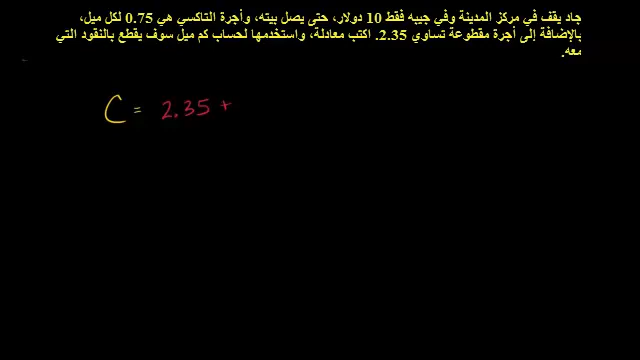 جاد يقف في مركز المدينة وفي جيبه فقط 10 دولار، حتى يصل بيته، وأجرة التاكسي هي 0.75 لكل ميل،
بالإضافة إلى أجرة مقطوعة تساوي 2.35. اكتب معادلة، واستخدمها لحساب كم ميل سوف يقطع بالنقود التي
معه.
C = 2.35 +